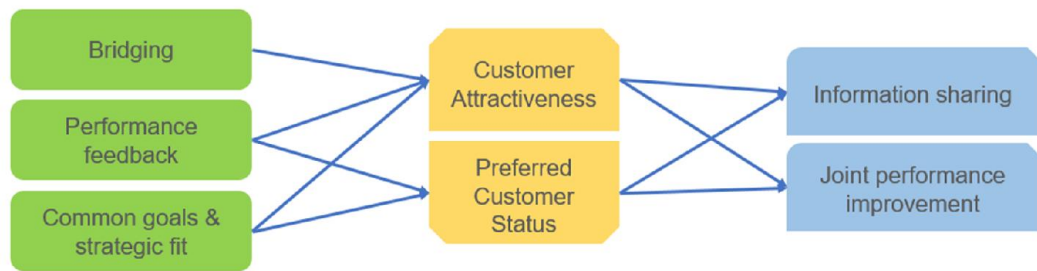 Bridging
Performance
feedback
Common goals &
strategic fit
Customer
Attractiveness
Preferred
Customer
Status
Information sharing
Joint performance
improvement